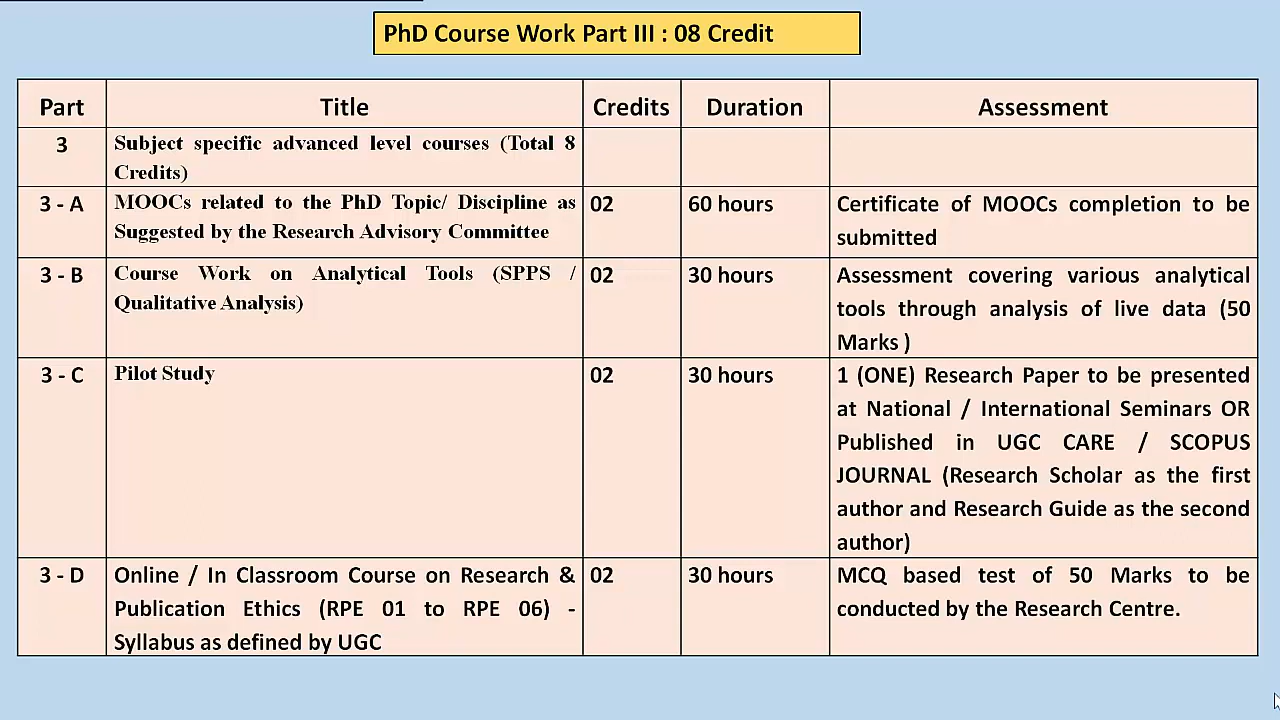 PhD Course Work Part III : 08 Credit
Part Title Credits Duration Assessment
3 Subject specific advanced level courses (Total 8
Credits)
3 - A MOOCs related to the PhD Topic/ Discipline as 02 60 hours Certificate of MOOCs completion to be
Suggested by the Research Advisory Committee submitted
3 - B Course Work on Analytical Tools (SPPS / 02 30 hours Assessment covering various analytical
Qualitative Analysis) tools through analysis of live data (50
Marks )
3 - C Pilot Study 02 30 hours 1 (ONE) Research Paper to be presented
at National / International Seminars OR
Published in UGC CARE / SCOPUS
JOURNAL (Research Scholar as the first
author and Research Guide as the second
author)
3 - D Online / In Classroom Course on Research & 02 30 hours MCQ based test of 50 Marks to be
Publication Ethics (RPE 01 to RPE 06) - conducted by the Research Centre.
Syllabus as defined by UGC